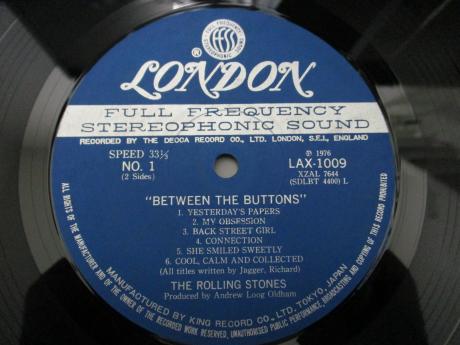 FULL FREQUENCY STEREOPHONIC SOUND
ffss
® LONDON
FULL FREQUENCY
STEREOPHONIC SOUND
RECORDED BY THE DECCA RECORD CO., LTD. LONDON, S.E.I., ENGLAND
SPEED 33⅓
NO. 1
(2 Sides)
Ⓟ 1976
LAX-1009
XZAL 7644
(SDLBT 4400) L
"BETWEEN THE BUTTONS"
1. YESTERDAY'S PAPERS
2. MY OBSESSION
3. BACK STREET GIRL
4. CONNECTION
5. SHE SMILED SWEETLY
6. COOL, CALM AND COLLECTED
(All titles written by Jagger, Richard)
THE ROLLING STONES
Produced by Andrew Loog Oldham
MANUFACTURED BY KING RECORD CO., LTD. TOKYO, JAPAN
ALL RIGHTS OF THE MANUFACTURER AND OF THE OWNER OF THE RECORDED WORK RESERVED, UNAUTHORISED PUBLIC PERFORMANCE, BROADCASTING AND COPYING OF THIS RECORD PROHIBITED